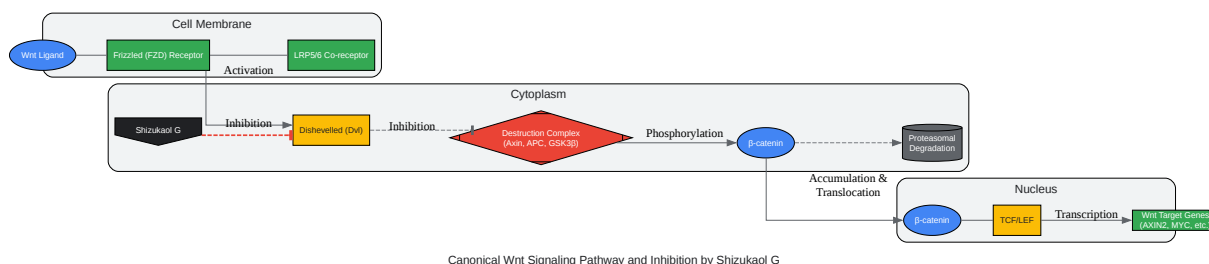 Cell Membrane
Wnt Ligand
Frizzled (FZD) Receptor
LRP5/6 Co-receptor
Activation
Cytoplasm
Shizukaol G
Inhibition
Dishevelled (Dvl)
Inhibition
Destruction Complex
(Axin, APC, GSK3β)
Phosphorylation
β-catenin
Proteasomal
Degradation
Accumulation &
Translocation
Nucleus
β-catenin
TCF/LEF
Transcription
Wnt Target Genes
(AXIN2, MYC, etc.)
Canonical Wnt Signaling Pathway and Inhibition by Shizukaol G